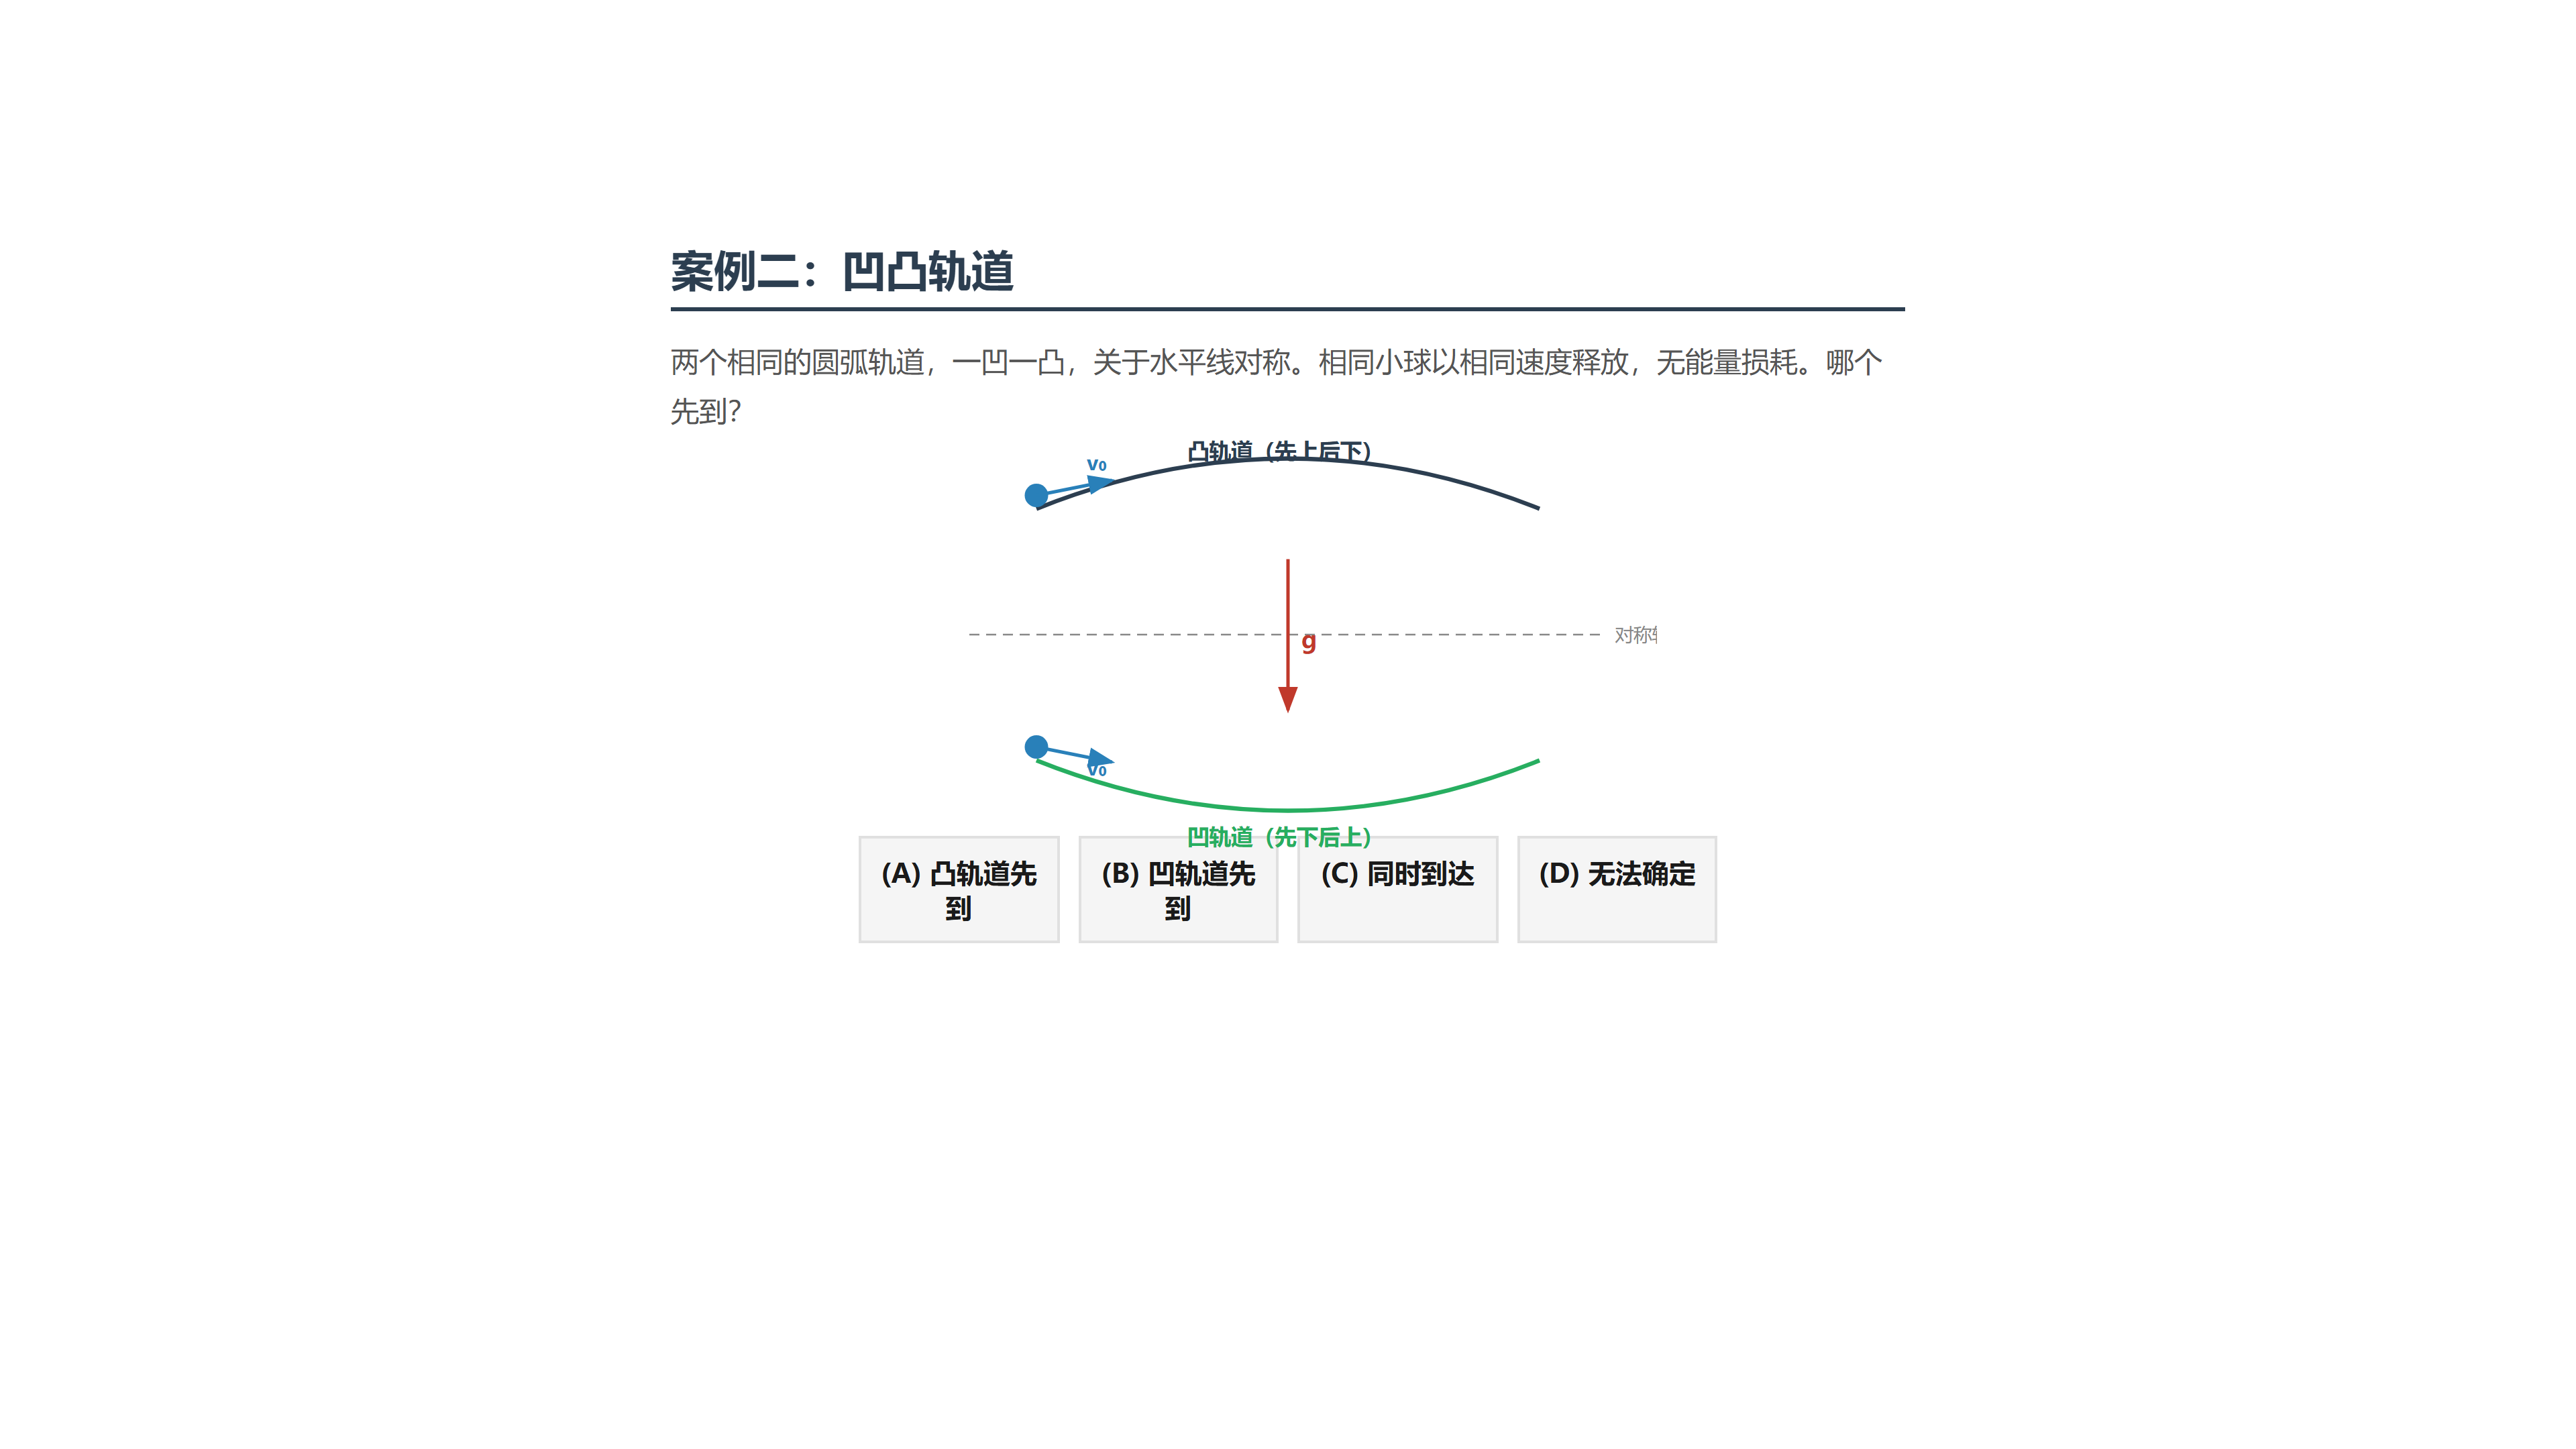 案例二：凹凸轨道
两个相同的圆弧轨道，一凹一凸，关于水平线对称。相同小球以相同速度释放，无能量损耗。哪个
先到？
凸轨道（先上后下）
v₀
对称
g
v₀
凹轨道（先下后上）
(A) 凸轨道先
到
(B) 凹轨道先
到
(C) 同时到达
(D) 无法确定